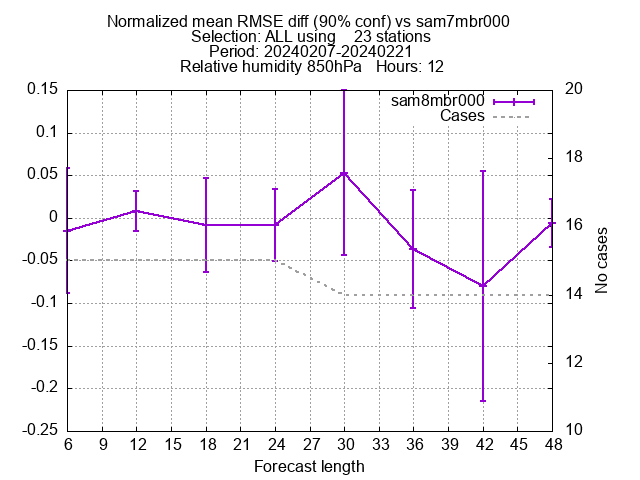 Normalized mean RMSE diff (90% conf) vs sam7mbr000
Selection: ALL using    23 stations
Period: 20240207-20240221
Relative humidity 850hPa   Hours: 12
sam8mbr000
Cases
0.15
0.1
0.05
0
-0.05
-0.1
-0.15
-0.2
-0.25
20
18
16
14
12
10
No cases
6 9 12 15 18 21 24 27 30 33 36 39 42 45 48
Forecast length